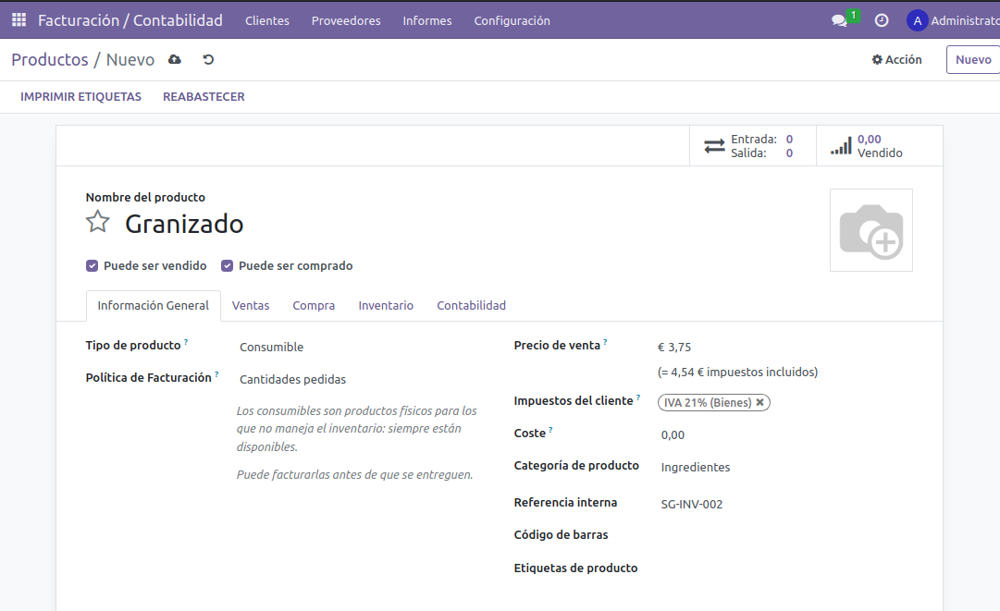 Facturación / Contabilidad Clientes Proveedores Informes Configuración 1 A Administrato
Productos / Nuevo Acción Nuevo
IMPRIMIR ETIQUETAS REABASTECER
Entrada: 0
Salida: 0
0,00
Vendido
Nombre del producto
Granizado
Puede ser vendido Puede ser comprado
Información General Ventas Compra Inventario Contabilidad
Tipo de producto ? Consumible
Política de Facturación ? Cantidades pedidas
Los consumibles son productos físicos para los
que no maneja el inventario: siempre están
disponibles.
Puede facturarlas antes de que se entreguen.
Precio de venta ? € 3,75
(= 4,54 € impuestos incluidos)
Impuestos del cliente ? IVA 21% (Bienes) ✖
Coste ? 0,00
Categoría de producto Ingredientes
Referencia interna SG-INV-002
Código de barras
Etiquetas de producto